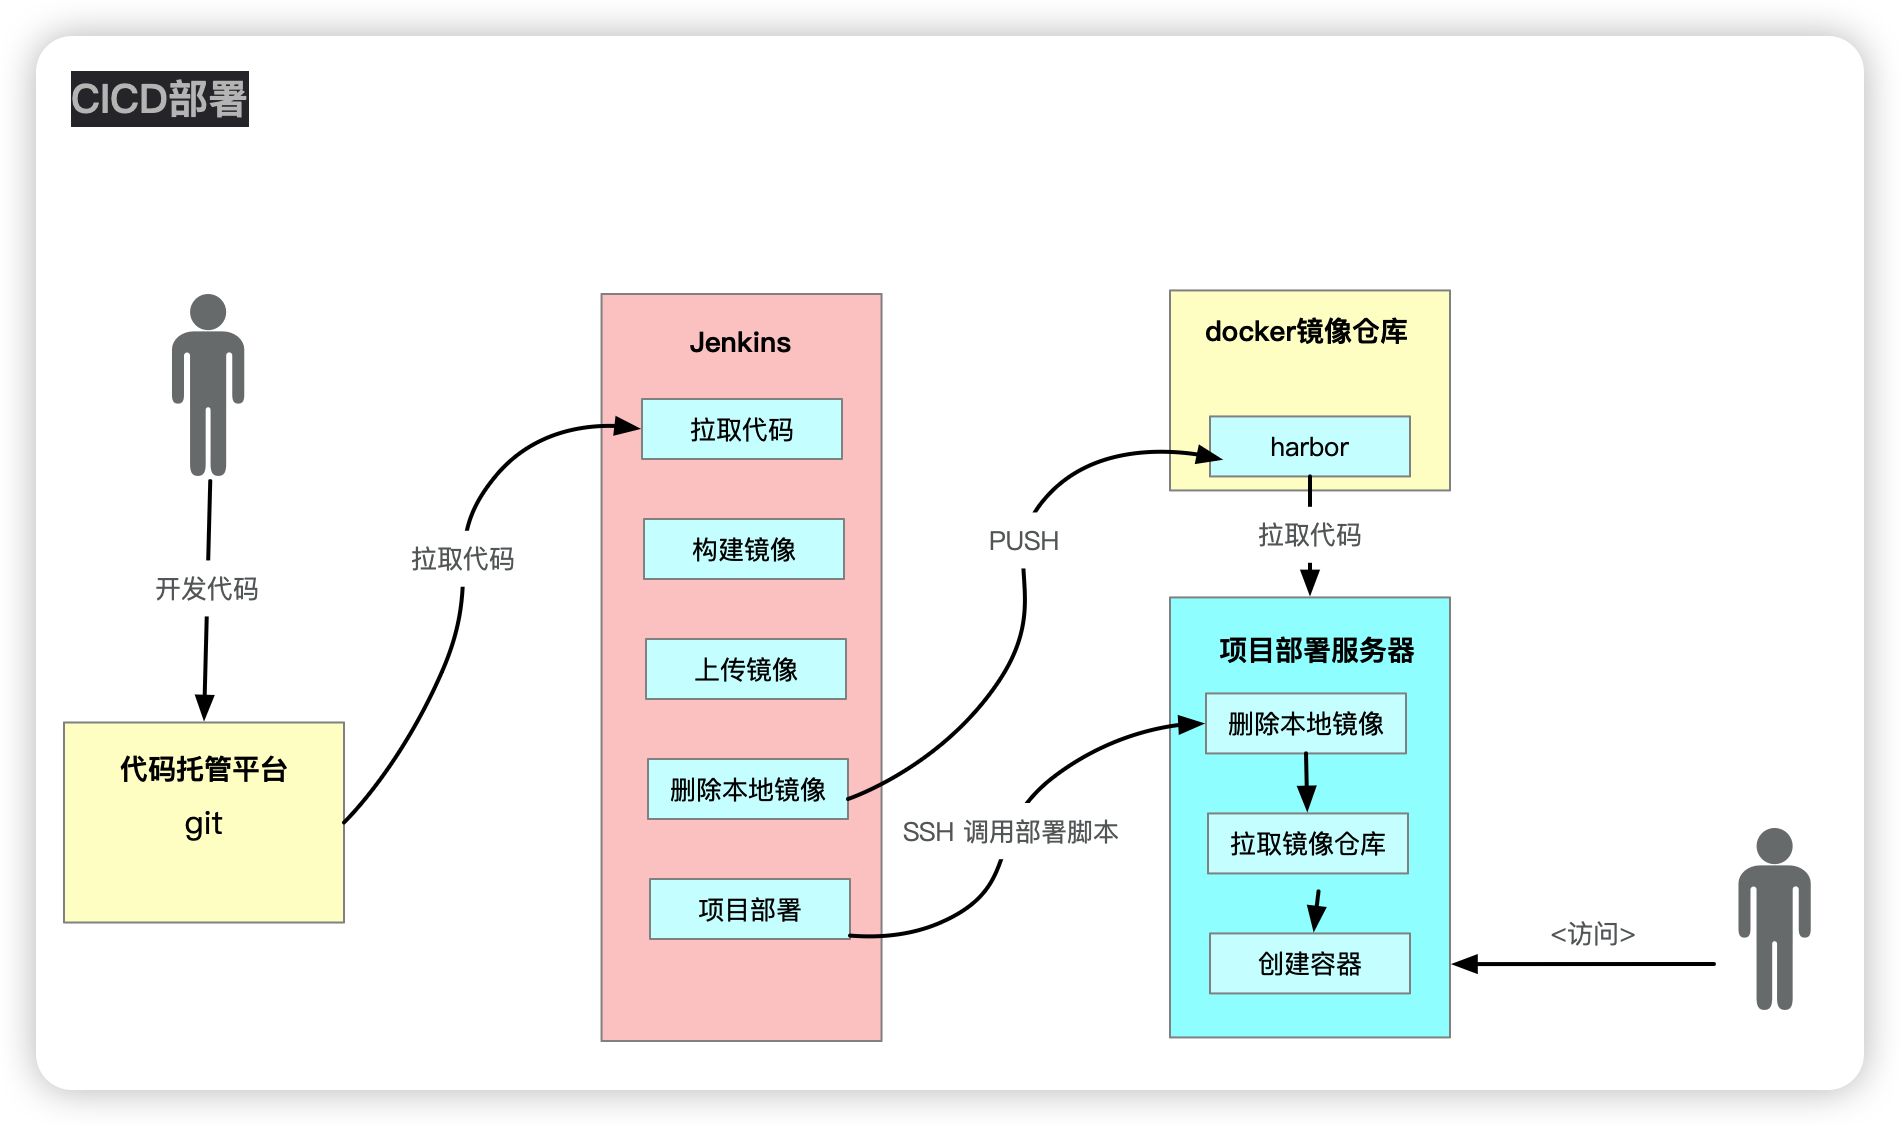 CICD部署
开发代码
代码托管平台
git
拉取代码
Jenkins
拉取代码
构建镜像
上传镜像
删除本地镜像
项目部署
PUSH
SSH 调用部署脚本
docker镜像仓库
harbor
拉取代码
项目部署服务器
删除本地镜像
拉取镜像仓库
创建容器
<访问>